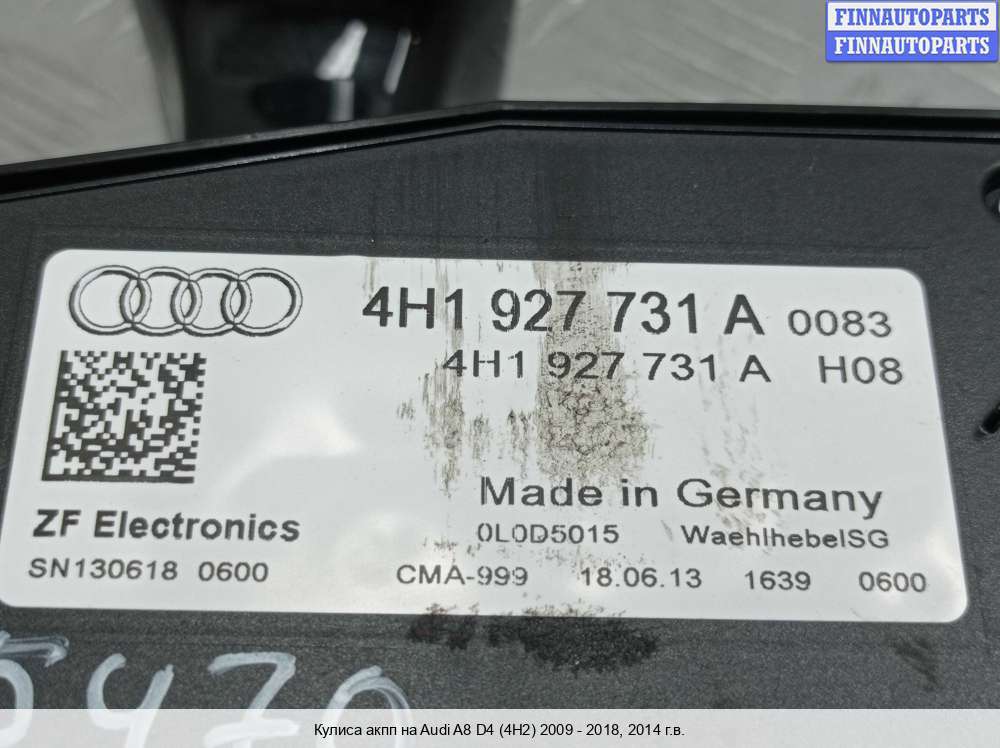 FINNAUTOPARTS
FINNAUTOPARTS
4H1 927 731 A 0083
4H1 927 731 A H08
Made in Germany
ZF Electronics 0L0D5015 WaehlhebelSG
SN130618 0600 CMA-999 18.06.13 1639 0600
5470
Кулиса акпп на Audi A8 D4 (4H2) 2009 - 2018, 2014 г.в.